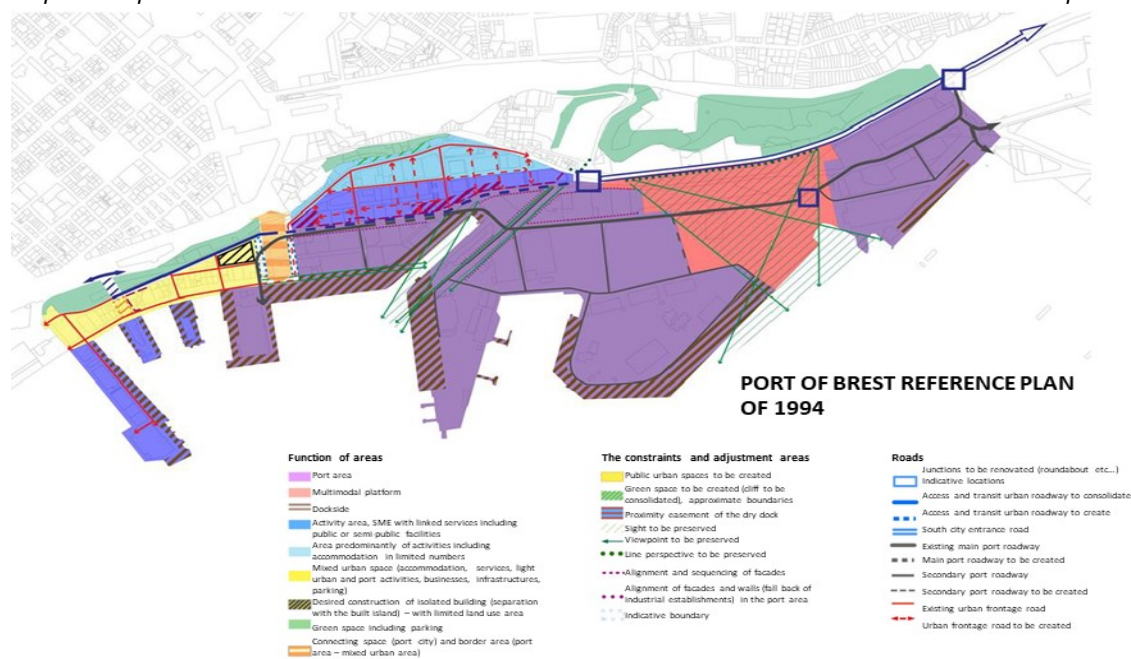 PORT OF BREST REFERENCE PLAN
OF 1994
Function of areas
Port area
Multimodal platform
Dockside
Activity area, SME with linked services including
public or semi-public facilities
Area predominantly of activities including
accommodation in limited numbers
Mixed urban space (accommodation, services, light
urban and port activities, businesses, infrastructures,
parking)
Desired construction of isolated building (separation
with the built island) – with limited land use area
Green space including parking
Connecting space (port city) and border area (port
area – mixed urban area)
The constraints and adjustment areas
Public urban spaces to be created
Green space to be created (cliff to be
consolidated), approximate boundaries
Proximity easement of the dry dock
Sight to be preserved
Viewpoint to be preserved
Line perspective to be preserved
Alignment and sequencing of facades
Alignment of facades and walls (fall back of
industrial establishments) in the port area
Indicative boundary
Roads
Junctions to be renovated (roundabout etc...)
Indicative locations
Access and transit urban roadway to consolidate
Access and transit urban roadway to create
South city entrance road
Existing main port roadway
Main port roadway to be created
Secondary port roadway
Secondary port roadway to be created
Existing urban frontage road
Urban frontage road to be created